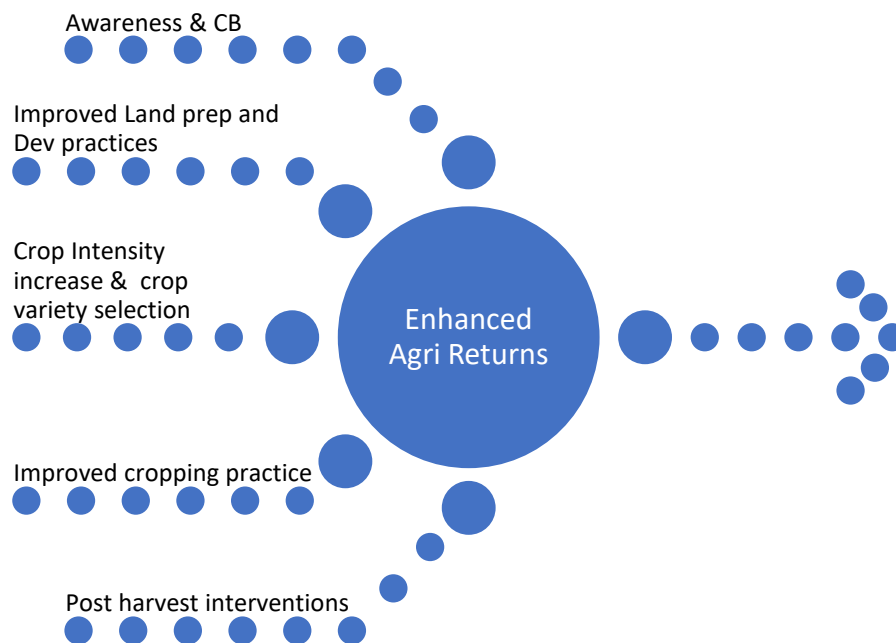 Awareness & CB
Improved Land prep and
Dev practices
Crop Intensity
increase &  crop
variety selection
Enhanced
Agri Returns
Improved cropping practice
Post harvest interventions